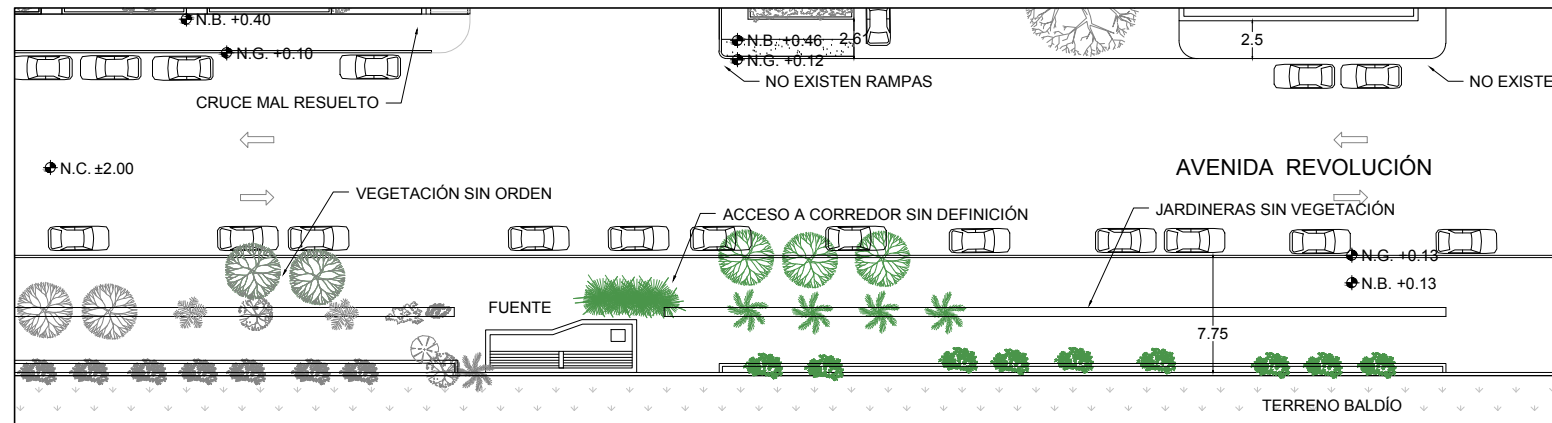 N.B. +0.40
N.G. +0.10
CRUCE MAL RESUELTO
N.B. +0.46
2.61
N.G. +0.12
NO EXISTEN RAMPAS
2.5
NO EXISTE
N.C. ±2.00
AVENIDA REVOLUCIÓN
VEGETACIÓN SIN ORDEN
ACCESO A CORREDOR SIN DEFINICIÓN
JARDINERAS SIN VEGETACIÓN
N.G. +0.13
N.B. +0.13
FUENTE
7.75
TERRENO BALDÍO